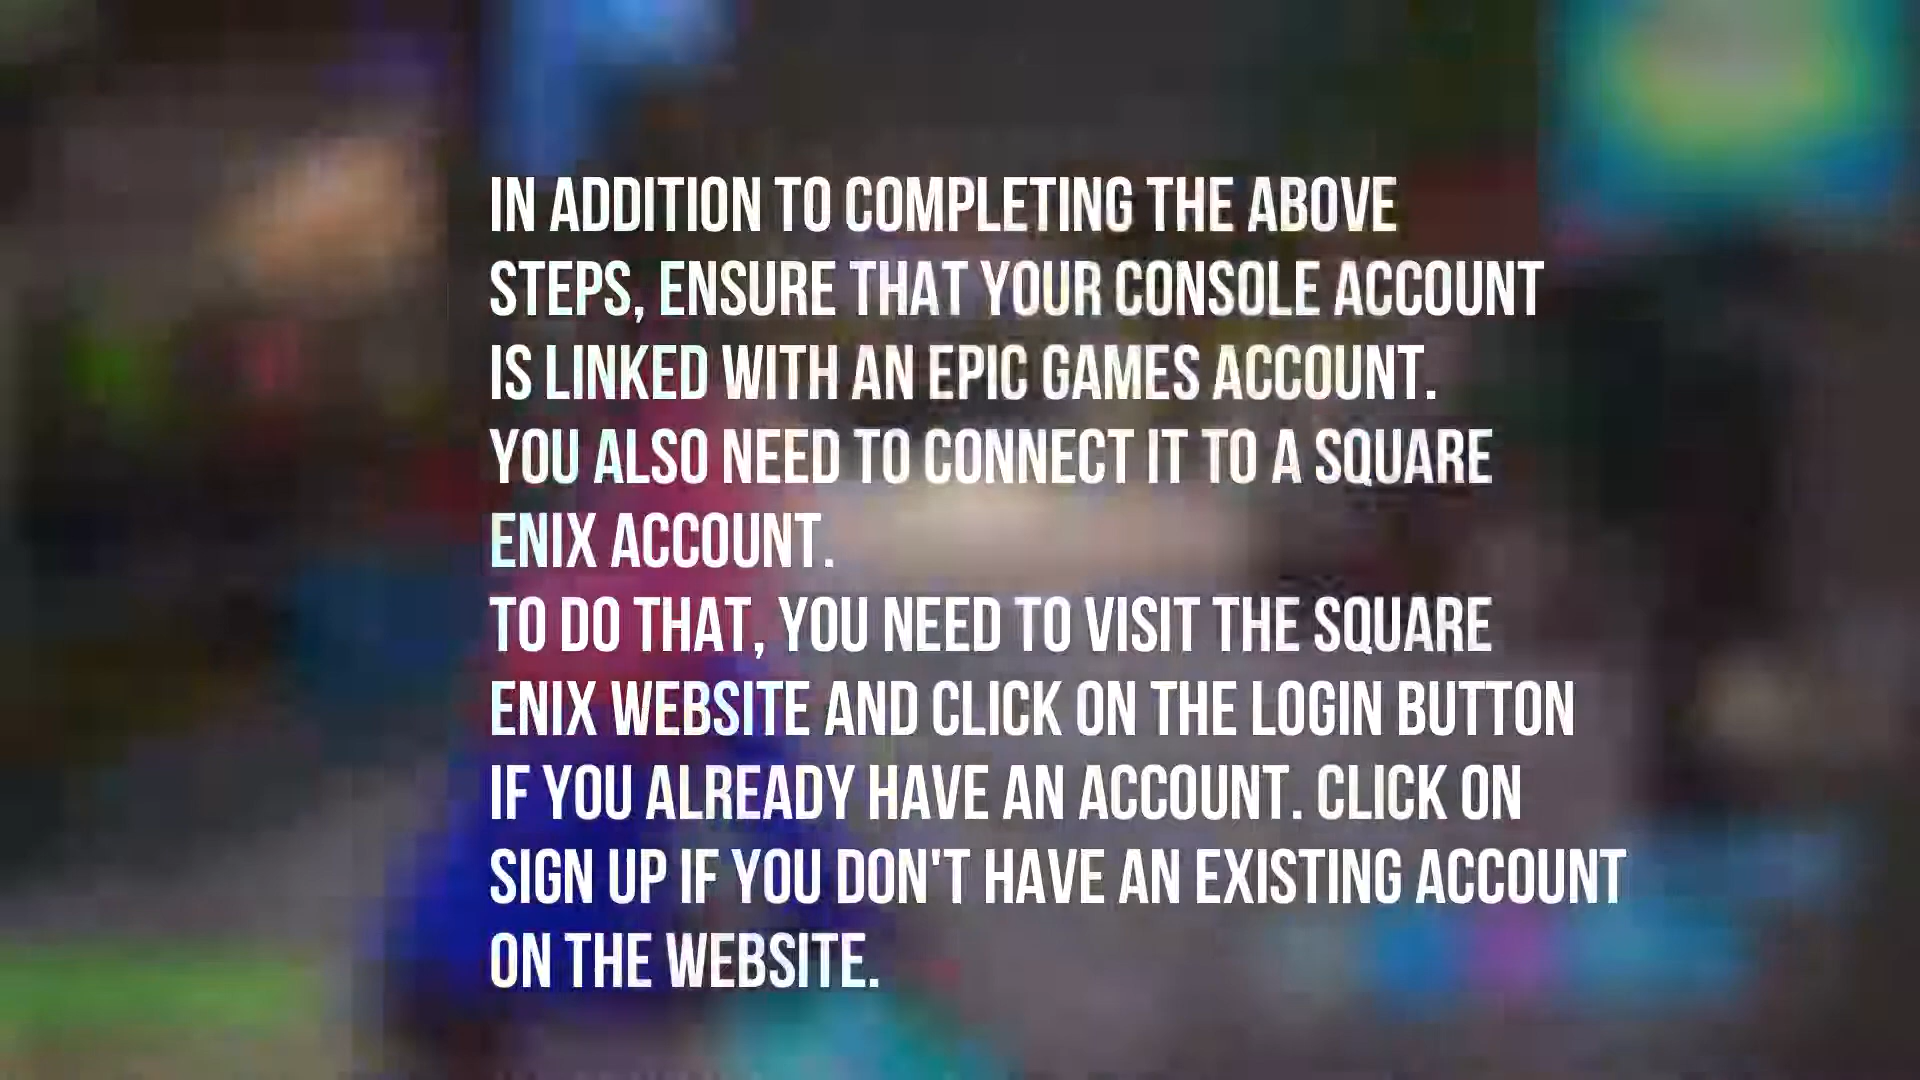 IN ADDITION TO COMPLETING THE ABOVE
STEPS, ENSURE THAT YOUR CONSOLE ACCOUNT
IS LINKED WITH AN EPIC GAMES ACCOUNT.
YOU ALSO NEED TO CONNECT IT TO A SQUARE
ENIX ACCOUNT.
TO DO THAT, YOU NEED TO VISIT THE SQUARE
ENIX WEBSITE AND CLICK ON THE LOGIN BUTTON
IF YOU ALREADY HAVE AN ACCOUNT. CLICK ON
SIGN UP IF YOU DON'T HAVE AN EXISTING ACCOUNT
ON THE WEBSITE.